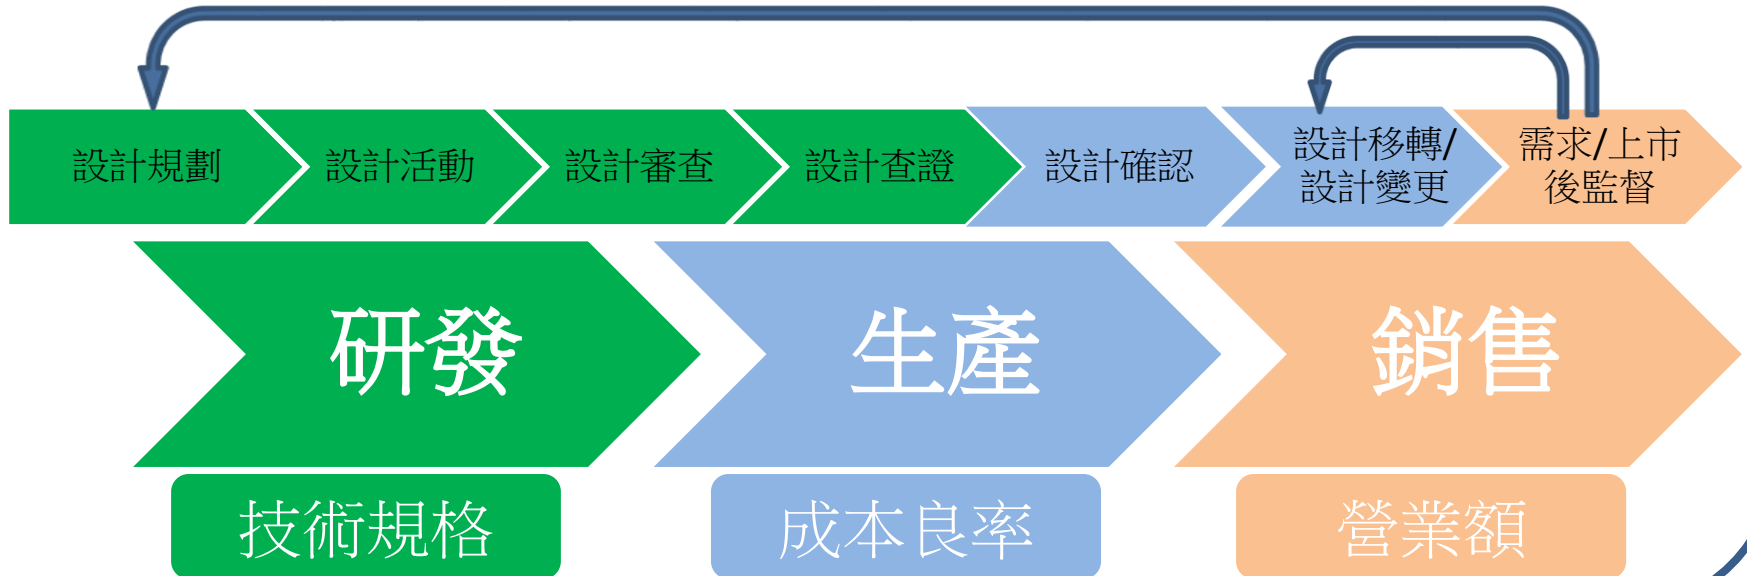 設計規劃
設計活動
設計審查
設計查證
設計確認
設計移轉/
設計變更
需求/上市
後監督
研發
生產
銷售
技術規格
成本良率
營業額